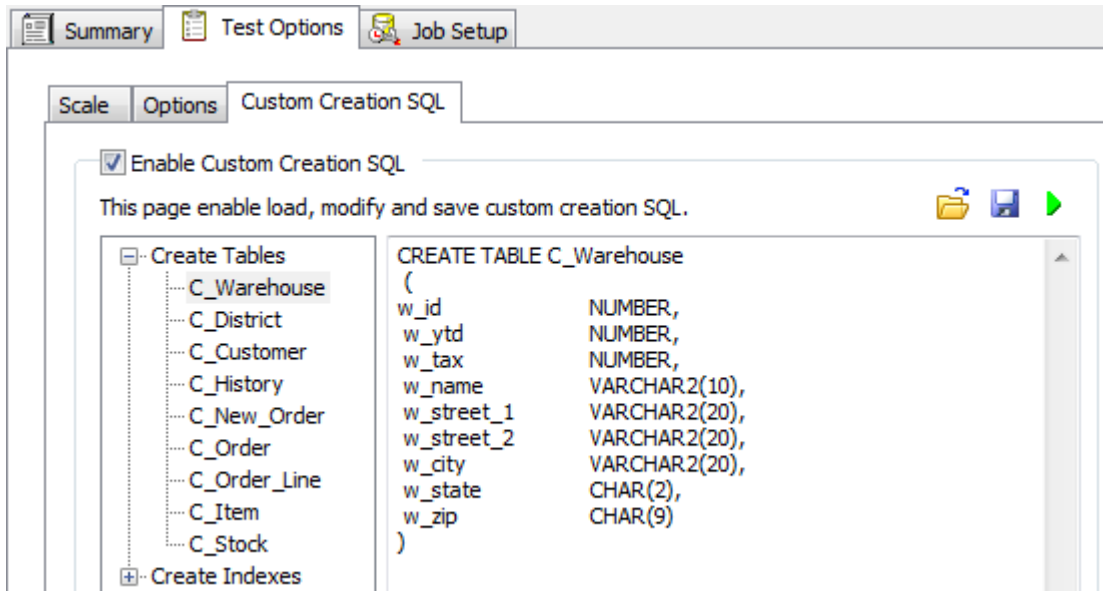 Summary Test Options Job Setup
Scale Options Custom Creation SQL
Enable Custom Creation SQL
This page enable load, modify and save custom creation SQL.
Create Tables
C_Warehouse
C_District
C_Customer
C_History
C_New_Order
C_Order
C_Order_Line
C_Item
C_Stock
Create Indexes
CREATE TABLE C_Warehouse
(
w_id NUMBER,
w_ytd NUMBER,
w_tax NUMBER,
w_name VARCHAR2(10),
w_street_1 VARCHAR2(20),
w_street_2 VARCHAR2(20),
w_city VARCHAR2(20),
w_state CHAR(2),
w_zip CHAR(9)
)